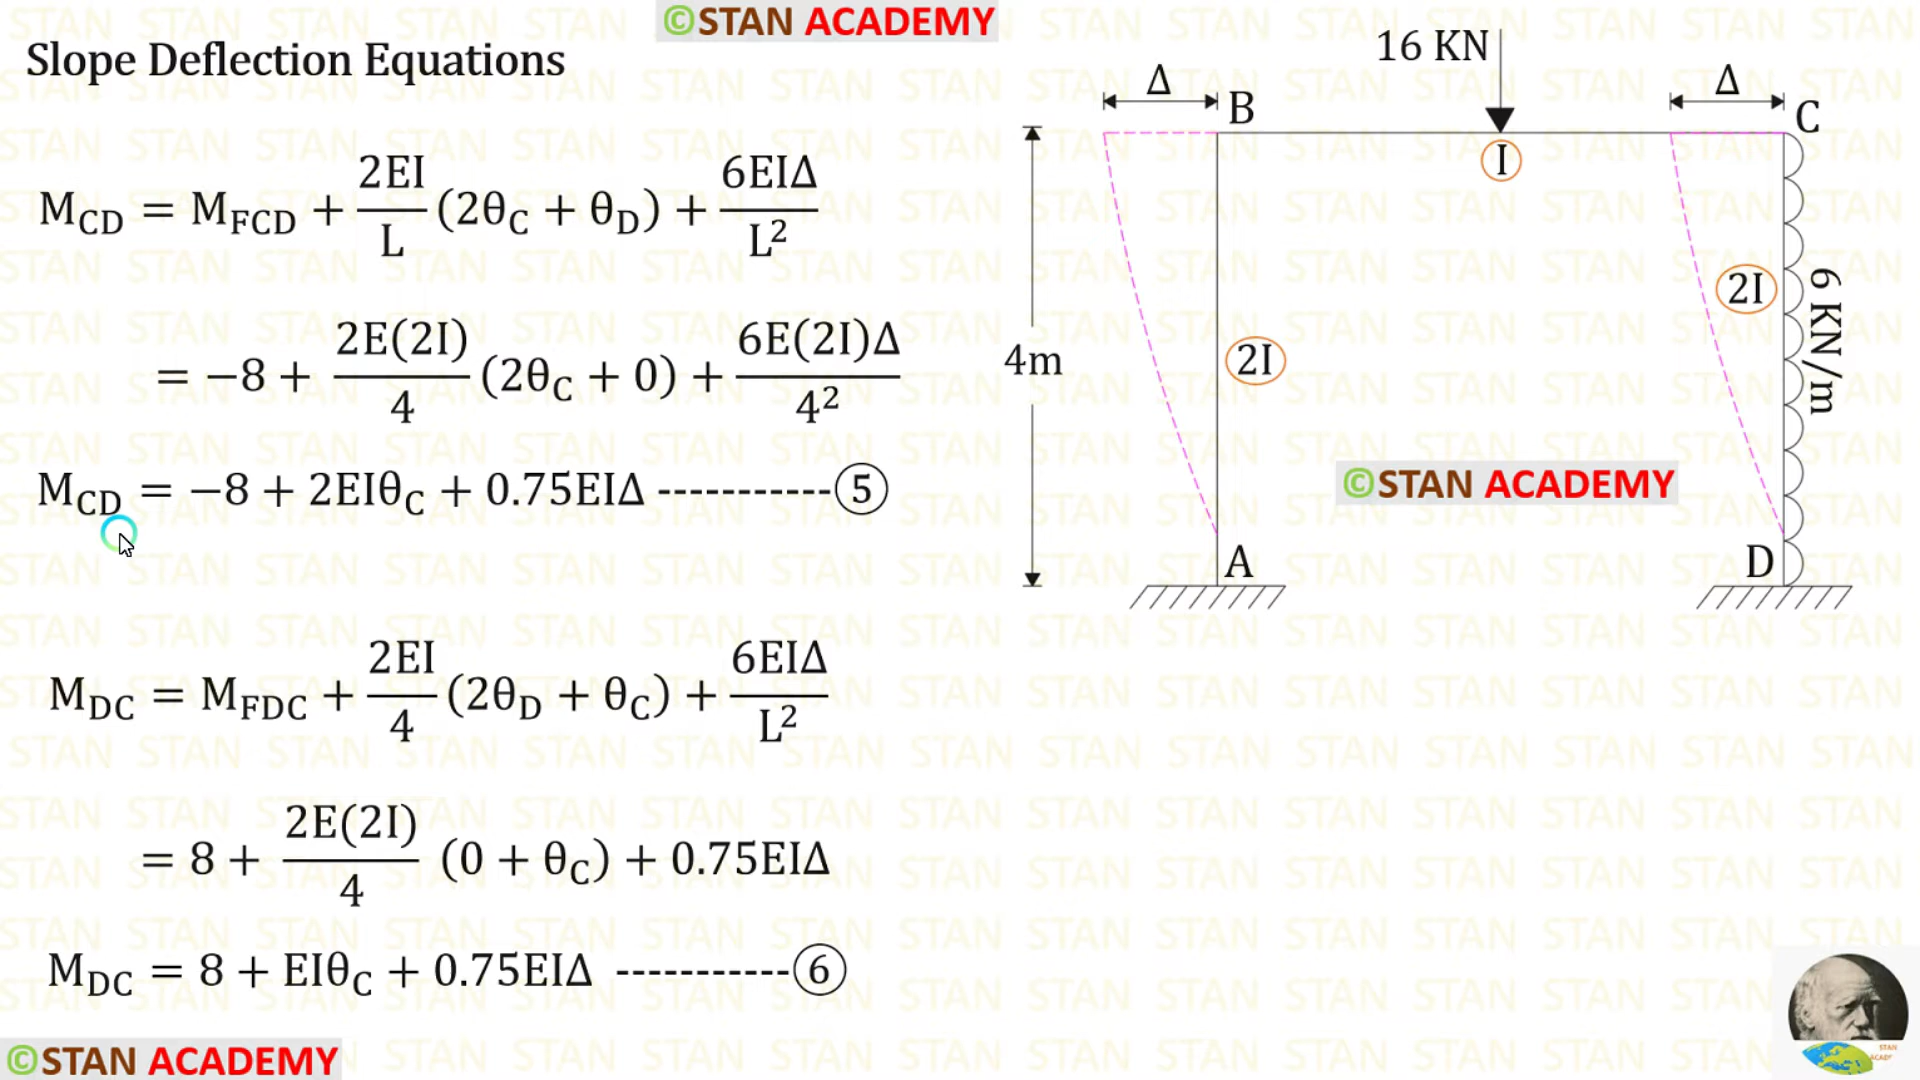 ©STAN ACADEMY
Slope Deflection Equations
M_CD = M_FCD + 2EI/L (2θ_C + θ_D) + 6EIΔ/L²
= −8 + 2E(2I)/4 (2θ_C + 0) + 6E(2I)Δ/4²
M_CD = −8 + 2EIθ_C + 0.75EIΔ -----------⑤
M_DC = M_FDC + 2EI/4 (2θ_D + θ_C) + 6EIΔ/L²
= 8 + 2E(2I)/4 (0 + θ_C) + 0.75EIΔ
M_DC = 8 + EIθ_C + 0.75EIΔ -----------⑥
©STAN ACADEMY
16 KN
Δ
B
Δ
C
I
2I
6 KN/m
4m
2I
©STAN ACADEMY
A
D
STAN